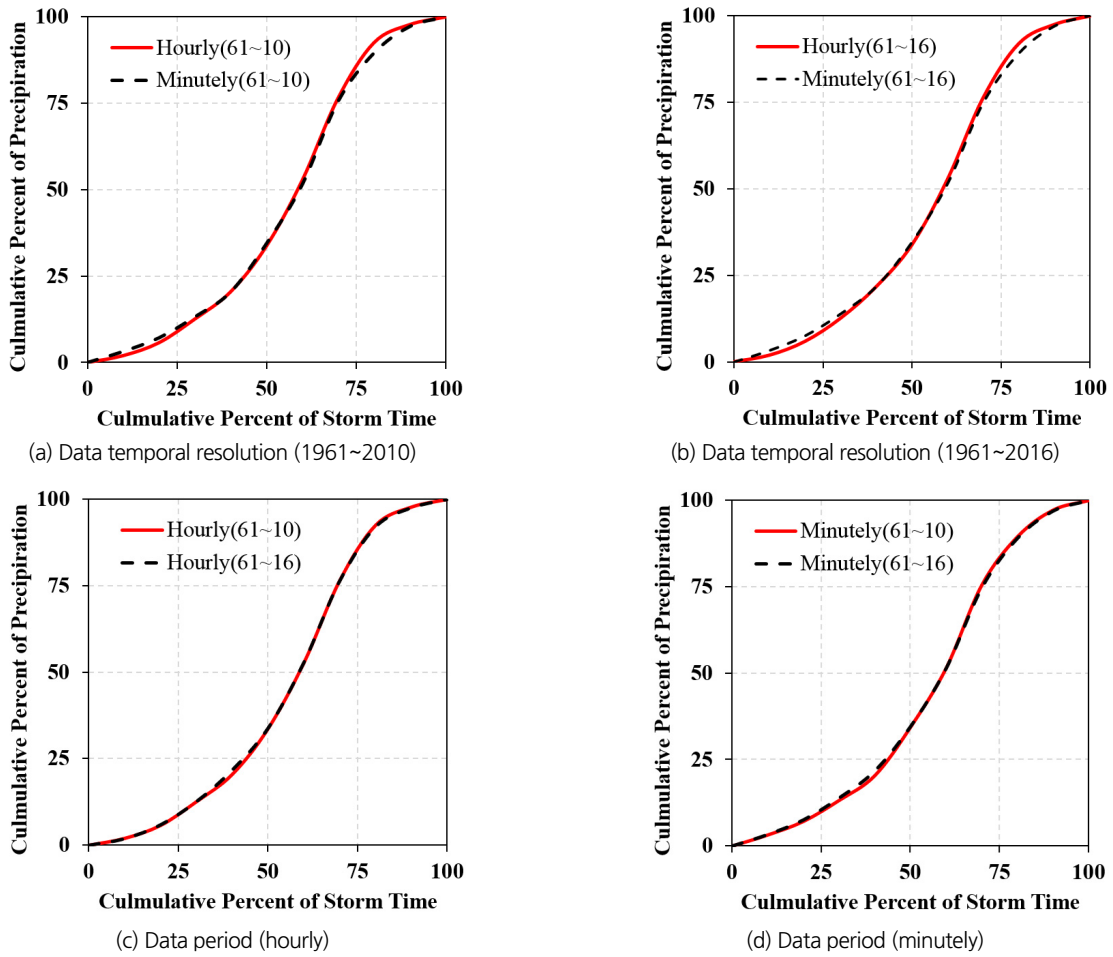 100
75
50
25
0
Culmulative Percent of Precipiration
Hourly(61~10)
Minutely(61~10)
0 25 50 75 100
Culmulative Percent of Storm Time
(a) Data temporal resolution (1961~2010)
100
75
50
25
0
Culmulative Percent of Precipiration
Hourly(61~16)
Minutely(61~16)
0 25 50 75 100
Culmulative Percent of Storm Time
(b) Data temporal resolution (1961~2016)
100
75
50
25
0
Culmulative Percent of Precipiration
Hourly(61~10)
Hourly(61~16)
0 25 50 75 100
Culmulative Percent of Storm Time
(c) Data period (hourly)
100
75
50
25
0
Culmulative Percent of Precipiration
Minutely(61~10)
Minutely(61~16)
0 25 50 75 100
Culmulative Percent of Storm Time
(d) Data period (minutely)